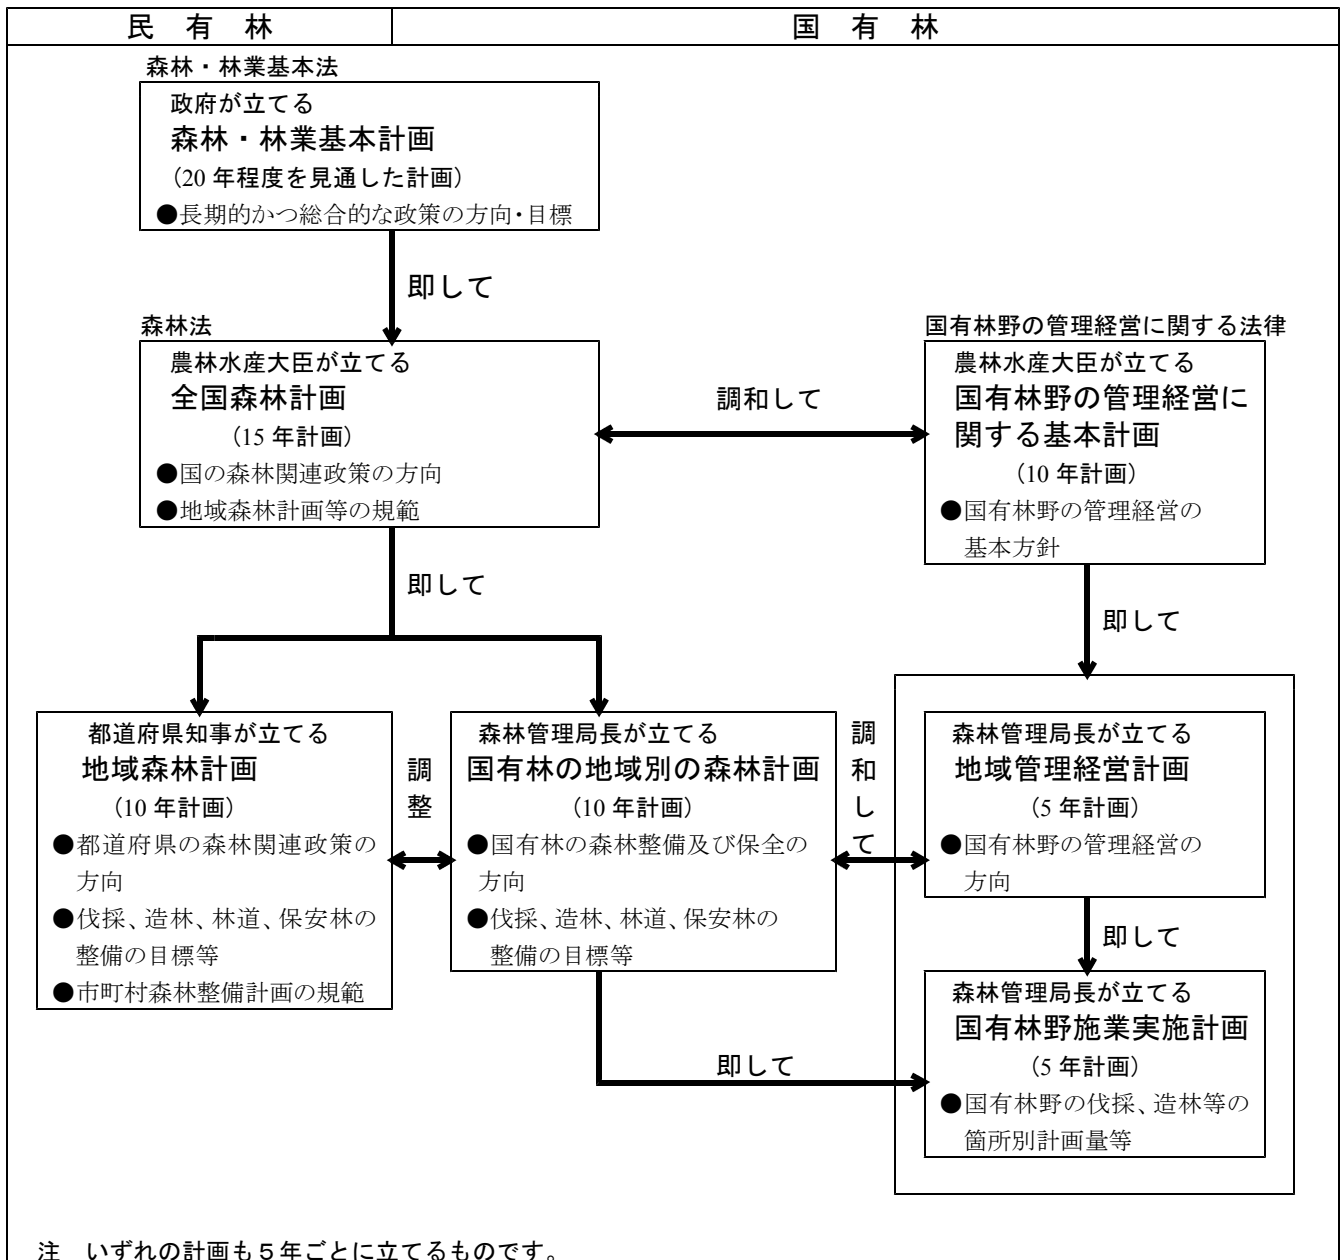 民 有 林
国 有 林
森林・林業基本法
政府が立てる
森林・林業基本計画
(20 年程度を見通した計画)
●長期的かつ総合的な政策の方向・目標
即して
森林法
農林水産大臣が立てる
全国森林計画
(15 年計画)
●国の森林関連政策の方向
●地域森林計画等の規範
調和して
国有林野の管理経営に関する法律
農林水産大臣が立てる
国有林野の管理経営に
関する基本計画
(10 年計画)
●国有林野の管理経営の
基本方針
即して
即して
都道府県知事が立てる
地域森林計画
(10 年計画)
●都道府県の森林関連政策の
方向
●伐採、造林、林道、保安林の
整備の目標等
●市町村森林整備計画の規範
調整
森林管理局長が立てる
国有林の地域別の森林計画
(10 年計画)
●国有林の森林整備及び保全の
方向
●伐採、造林、林道、保安林の
整備の目標等
調和して
森林管理局長が立てる
地域管理経営計画
(5 年計画)
●国有林野の管理経営の
方向
即して
森林管理局長が立てる
国有林野施業実施計画
(5 年計画)
●国有林野の伐採、造林等の
箇所別計画量等
即して
注 いずれの計画も5年ごとに立てるものです。